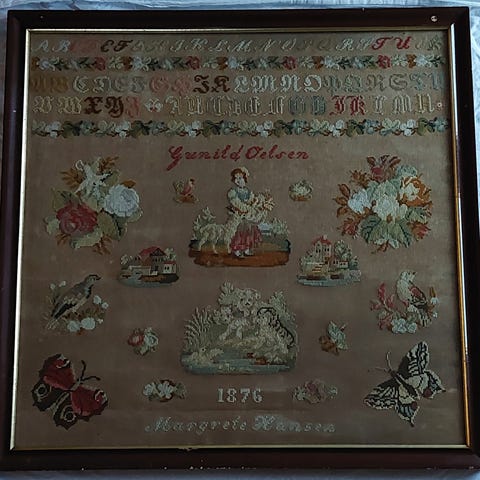 A B C D E F G H I K L M N O P Q R S T U
A B C D E F G H I K L M N O P Q R S T U
V W X Y Z A B C D E F G H I K L M N
Gunild Oelsen
1876
Margrete Hansen